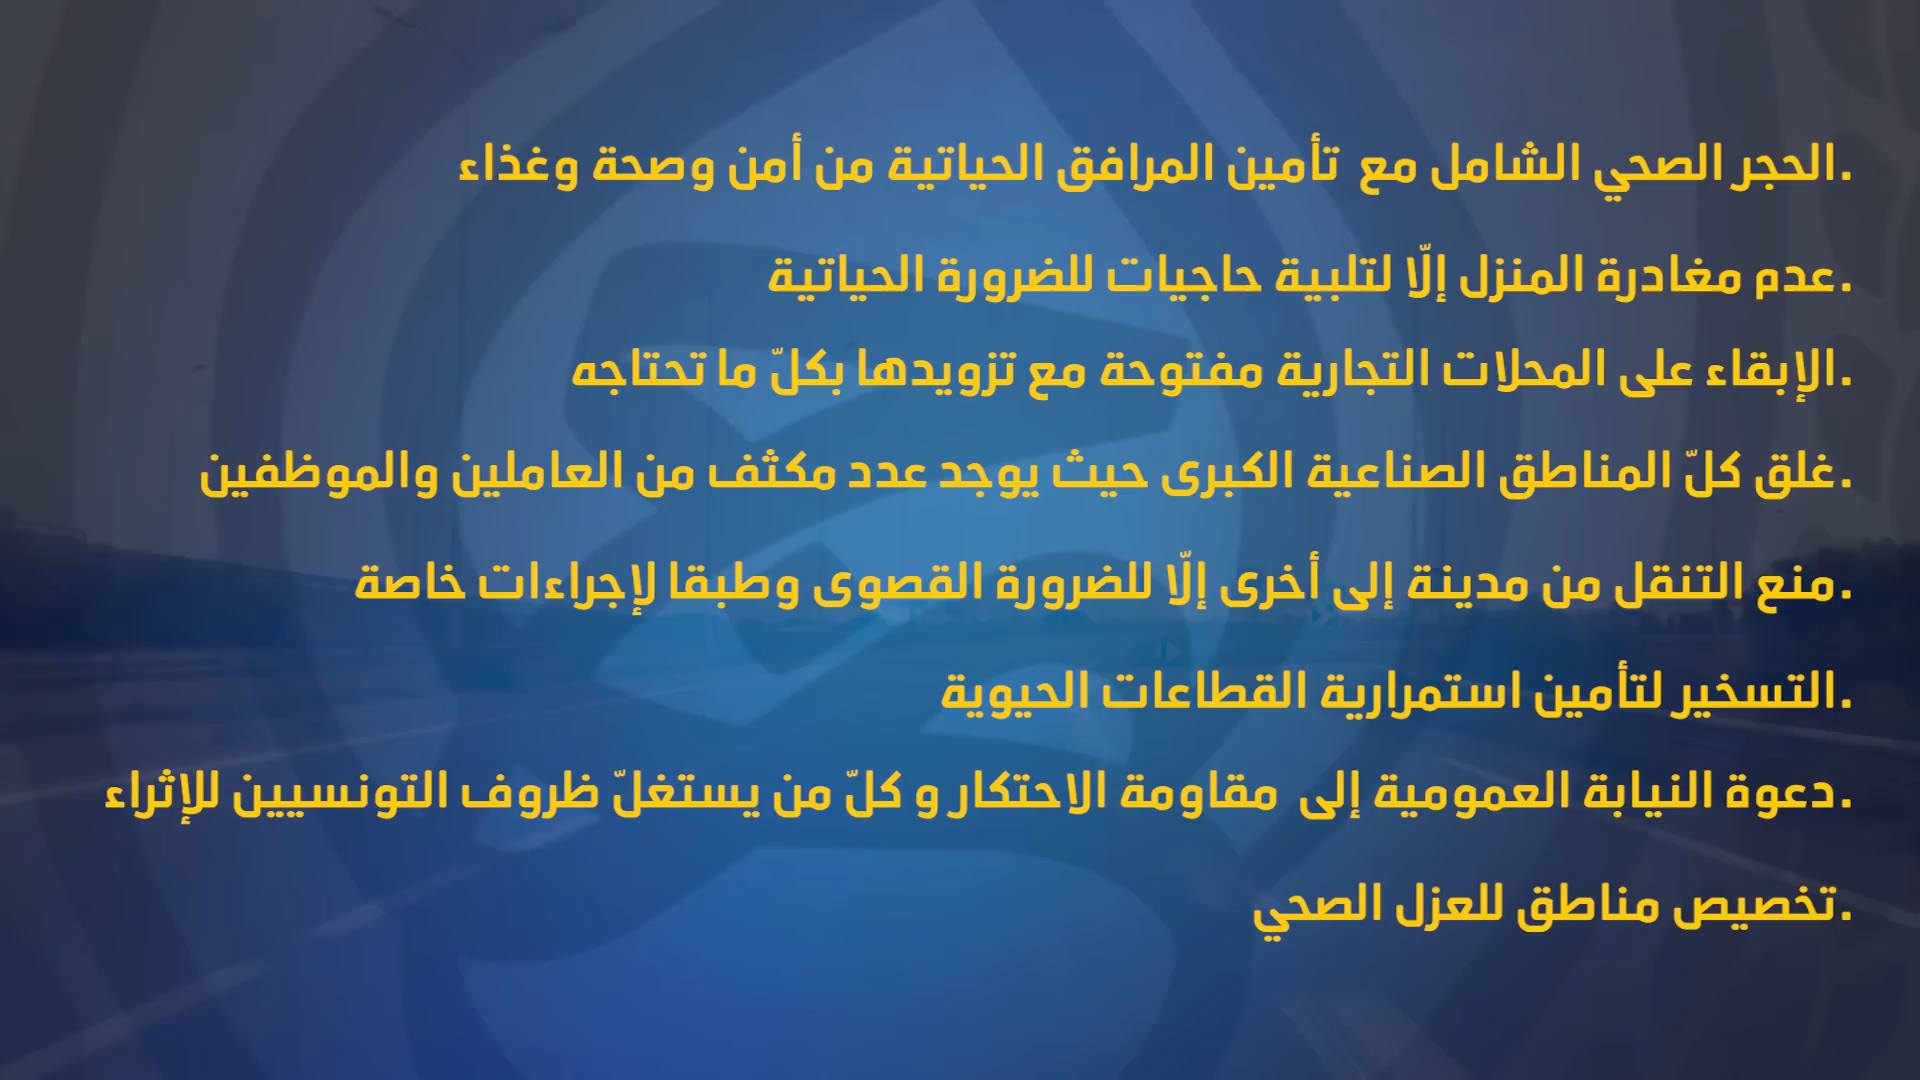 .الحجر الصحي الشامل مع تأمين المرافق الحياتية من أمن وصحة وغذاء
.عدم مغادرة المنزل إلّا لتلبية حاجيات للضرورة الحياتية
.الإبقاء على المحلات التجارية مفتوحة مع تزويدها بكلّ ما تحتاجه
.غلق كلّ المناطق الصناعية الكبرى حيث يوجد عدد مكثف من العاملين والموظفين
.منع التنقل من مدينة إلى أخرى إلّا للضرورة القصوى وطبقا لإجراءات خاصة
.التسخير لتأمين استمرارية القطاعات الحيوية
.دعوة النيابة العمومية إلى مقاومة الاحتكار و كلّ من يستغلّ ظروف التونسيين للإثراء
.تخصيص مناطق للعزل الصحي